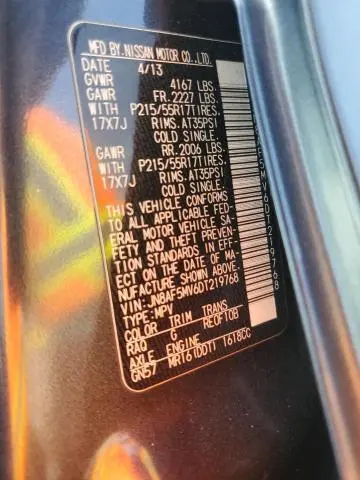 MFD BY.NISSAN MOTOR CO.,LTD.
DATE 4/13
GVWR 4167 LBS.
GAWR FR. 2227 LBS.
WITH P215/55R17TIRES.
17X7J RIMS.AT35PSI
COLD SINGLE.
GAWR RR. 2006 LBS.
WITH P215/55R17TIRES.
17X7J RIMS.AT35PSI
COLD SINGLE.
THIS VEHICLE CONFORMS
TO ALL APPLICABLE FED-
ERAL MOTOR VEHICLE SA-
FETY AND THEFT PREVEN-
TION STANDARDS IN EFF-
ECT ON THE DATE OF MA-
NUFACTURE SHOWN ABOVE.
VIN:JN8AF5MV6DT219768
TYPE:MPV
COLOR TRIM TRANS
RAQ G RE0F10B
AXLE ENGINE
GN57 MR16(DDT) 1618CC